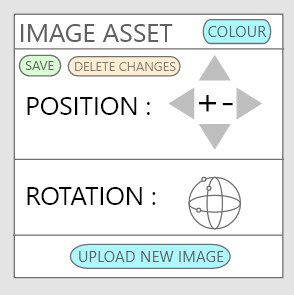 IMAGE ASSET COLOUR
SAVE DELETE CHANGES
POSITION : + -
ROTATION :
UPLOAD NEW IMAGE